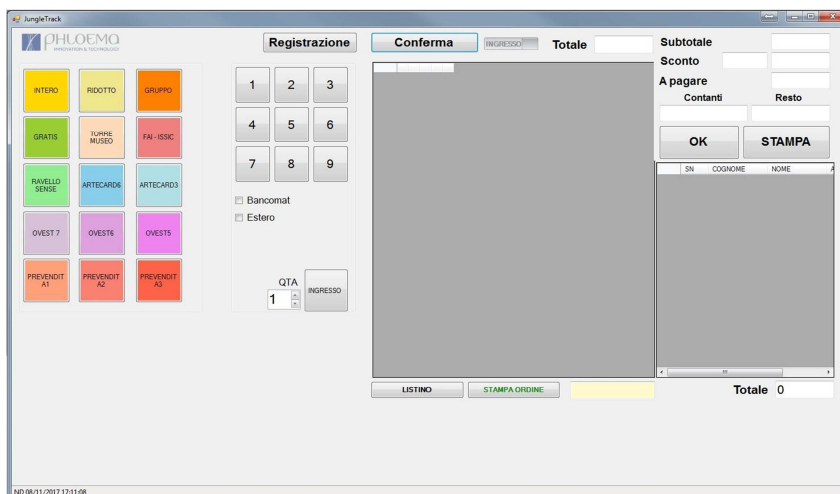 JungleTrack
PHLOEMA
INNOVATION & TECHNOLOGY
Registrazione
Conferma
INGRESSO
Totale
Subtotale
Sconto
A pagare
Contanti Resto
OK STAMPA
INTERO RIDOTTO GRUPPO
GRATIS TORRE MUSEO FAI - ISSIC
RAVELLO SENSE ARTECARD6 ARTECARD3
OVEST 7 OVEST6 OVEST5
PREVENDIT A1 PREVENDIT A2 PREVENDIT A3
1 2 3
4 5 6
7 8 9
Bancomat
Estero
QTA
1
INGRESSO
SN COGNOME NOME A
LISTINO STAMPA ORDINE
Totale 0
ND:08/11/2017 17:11:08